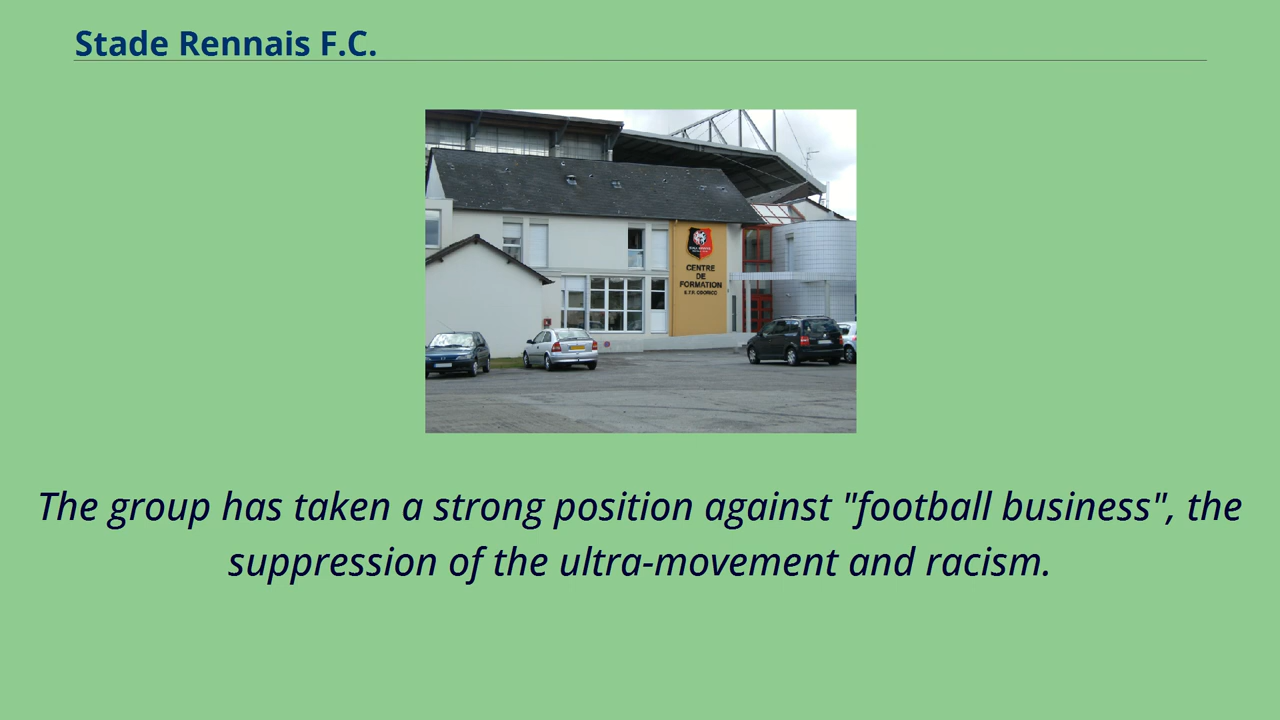 Stade Rennais F.C.
CENTRE
DE
FORMATION
The group has taken a strong position against "football business", the
suppression of the ultra-movement and racism.